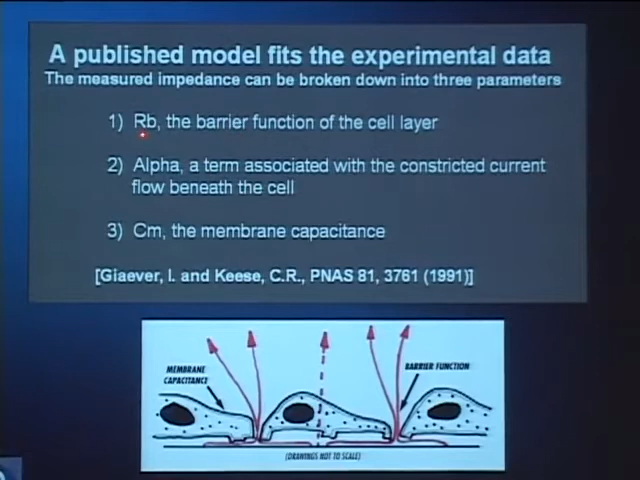 A published model fits the experimental data
The measured impedance can be broken down into three parameters
1) Rb, the barrier function of the cell layer
2) Alpha, a term associated with the constricted current
flow beneath the cell
3) Cm, the membrane capacitance
[Giaever, I. and Keese, C.R., PNAS 81, 3761 (1991)]
MEMBRANE
CAPACITANCE
BARRIER FUNCTION
(DRAWINGS NOT TO SCALE)